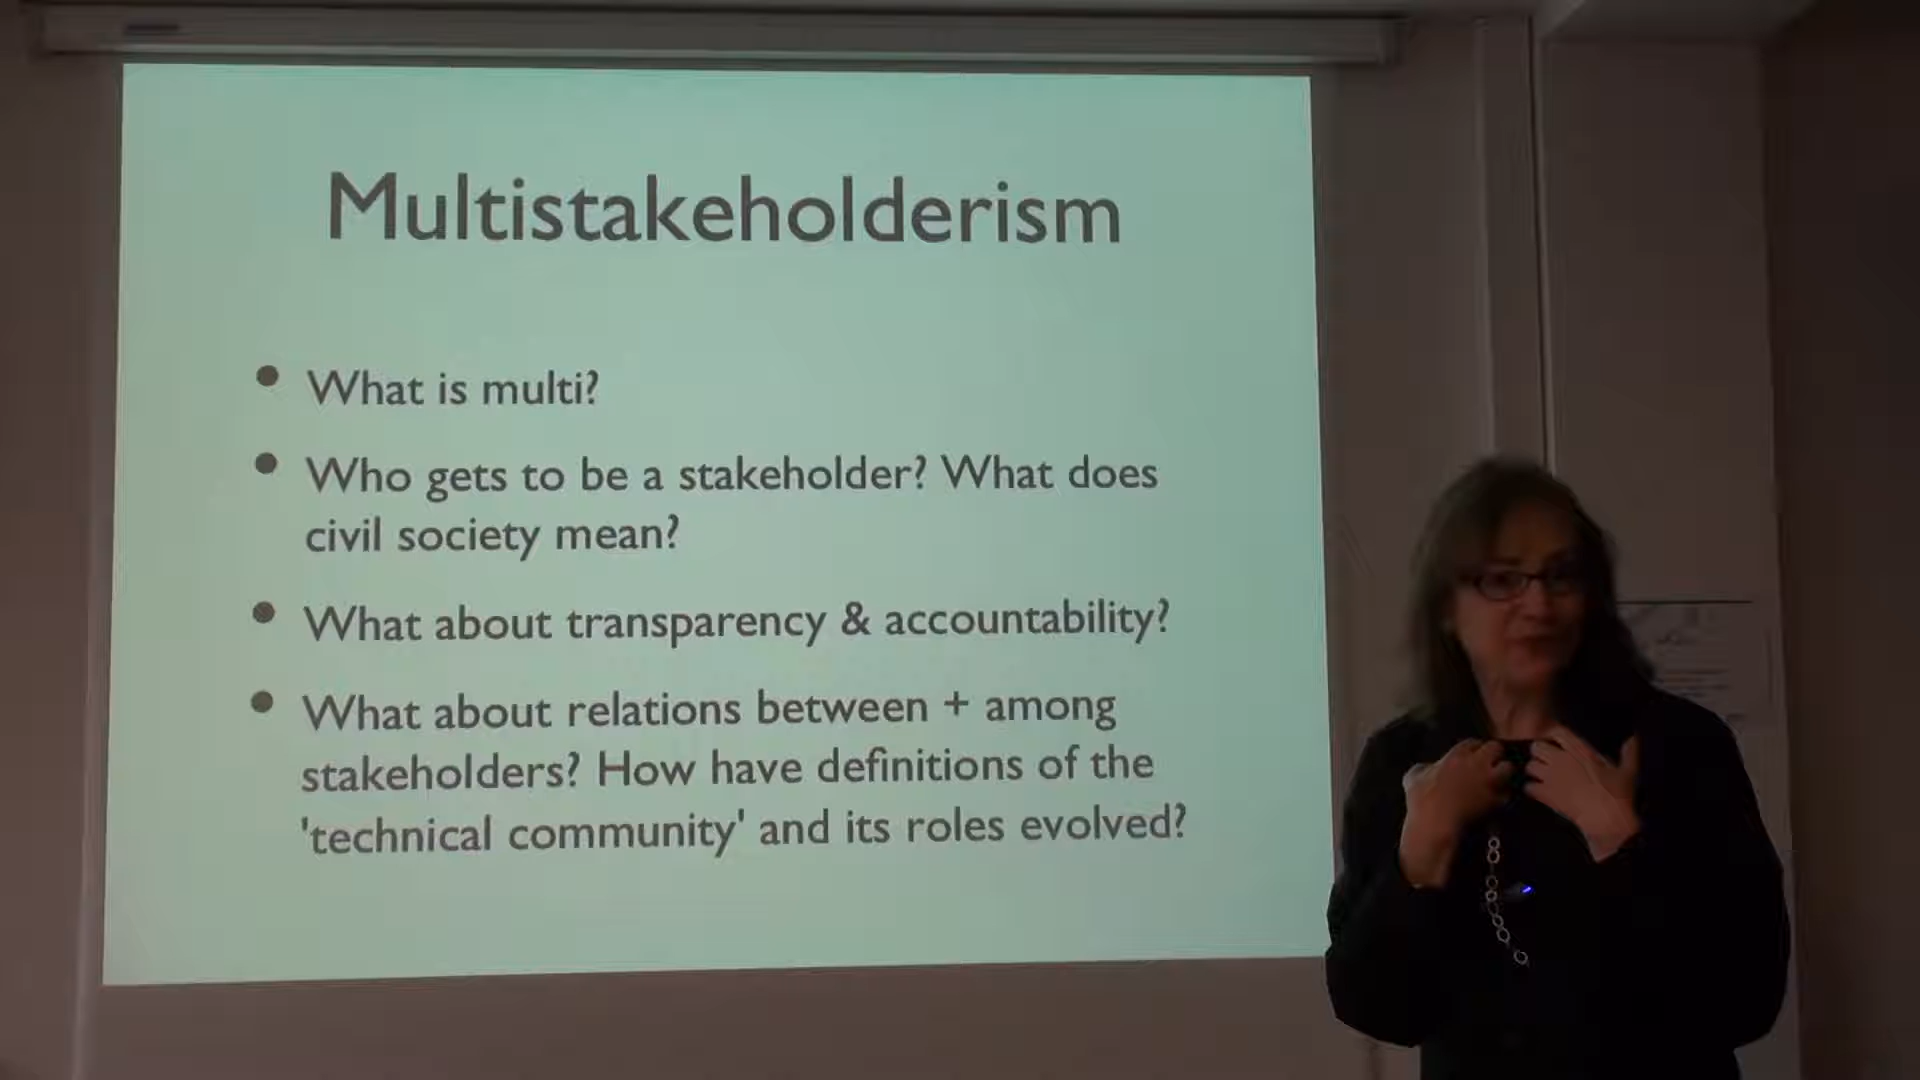 Multistakeholderism
• What is multi?
• Who gets to be a stakeholder? What does
civil society mean?
• What about transparency & accountability?
• What about relations between + among
stakeholders? How have definitions of the
'technical community' and its roles evolved?